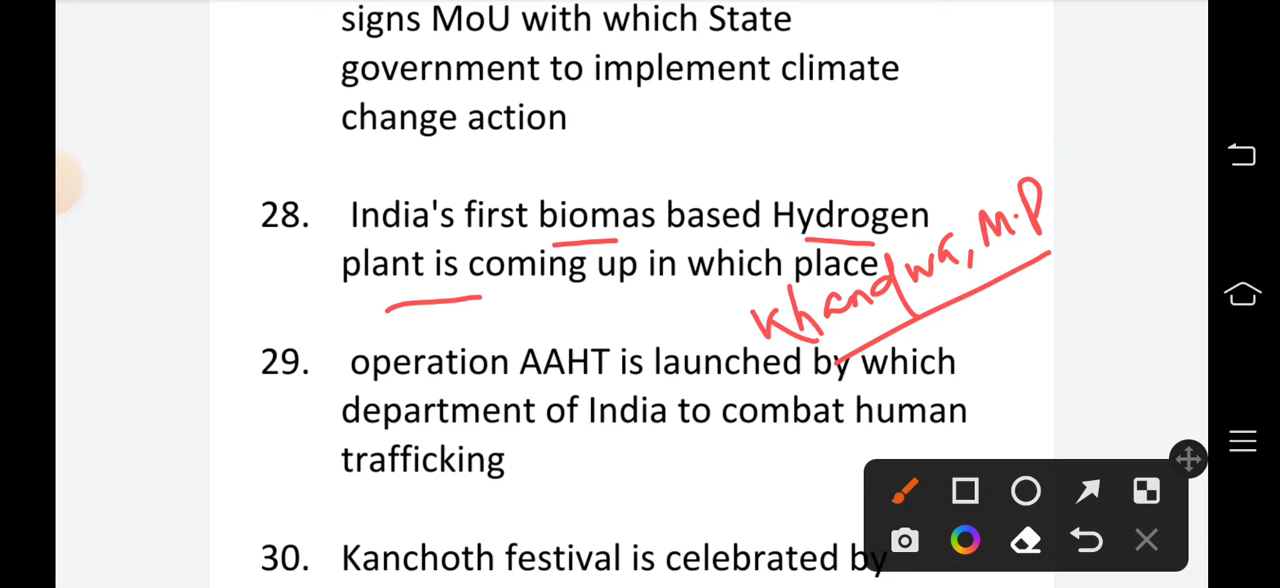 signs MoU with which State
government to implement climate
change action
28. India's first biomas based Hydrogen
plant is coming up in which place
Khandwa, M.P
29. operation AAHT is launched by which
department of India to combat human
trafficking
30. Kanchoth festival is celebrated by